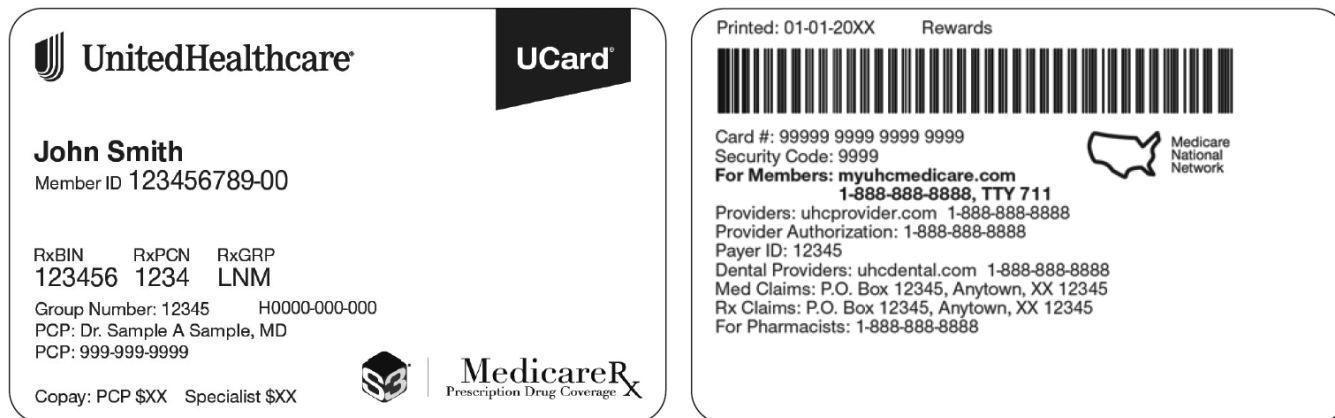 UnitedHealthcare®
UCard®
John Smith
Member ID 123456789-00
RxBIN RxPCN RxGRP
123456 1234 LNM
Group Number: 12345 H0000-000-000
PCP: Dr. Sample A Sample, MD
PCP: 999-999-9999
Copay: PCP $XX Specialist $XX
S3
MedicareRx
Prescription Drug Coverage
Printed: 01-01-20XX Rewards
Card #: 99999 9999 9999 9999
Security Code: 9999
For Members: myuhcmedicare.com
1-888-888-8888, TTY 711
Providers: uhcprovider.com 1-888-888-8888
Provider Authorization: 1-888-888-8888
Payer ID: 12345
Dental Providers: uhcdental.com 1-888-888-8888
Med Claims: P.O. Box 12345, Anytown, XX 12345
Rx Claims: P.O. Box 12345, Anytown, XX 12345
For Pharmacists: 1-888-888-8888
Medicare
National
Network